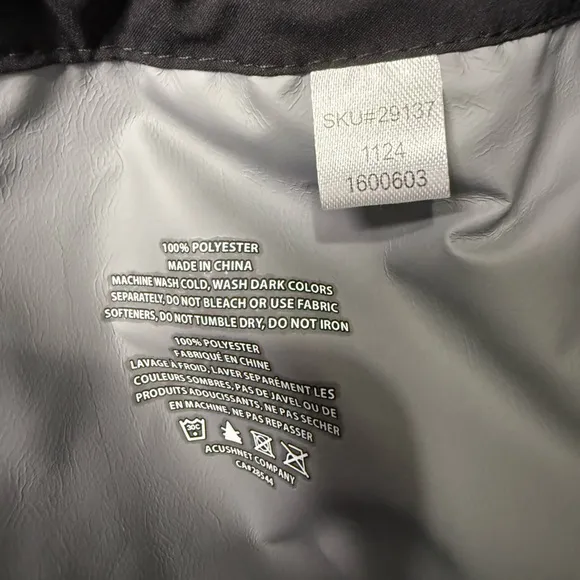 SKU#29137
1124
1600603
100% POLYESTER
MADE IN CHINA
MACHINE WASH COLD, WASH DARK COLORS
SEPARATELY, DO NOT BLEACH OR USE FABRIC
SOFTENERS, DO NOT TUMBLE DRY, DO NOT IRON
100% POLYESTER
FABRIQUÉ EN CHINE
LAVAGE A FROID, LAVER SEPARÉMENT LES
COULEURS SOMBRES, PAS DE JAVEL OU DE
PRODUITS ADOUCISSANTS, NE PAS SECHER
EN MACHINE, NE PAS REPASSER
30C
ACUSHNET COMPANY
CA#28544